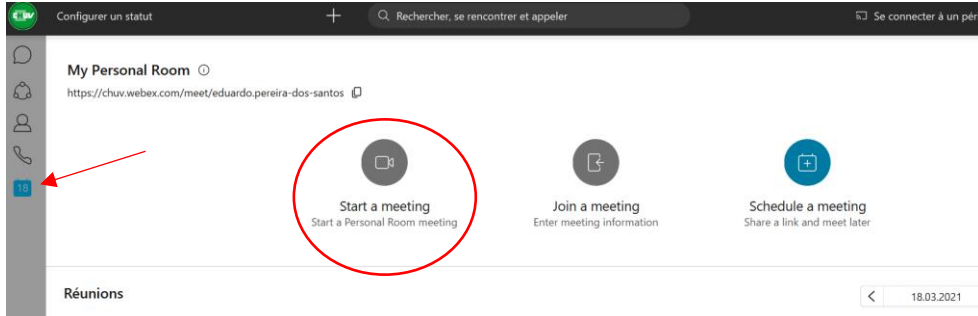 CHUV Configurer un statut Rechercher, se rencontrer et appeler Se connecter à un pér
My Personal Room
https://chuv.webex.com/meet/eduardo.pereira-dos-santos
18
Start a meeting Join a meeting Schedule a meeting
Start a Personal Room meeting Enter meeting information Share a link and meet later
Réunions 18.03.2021